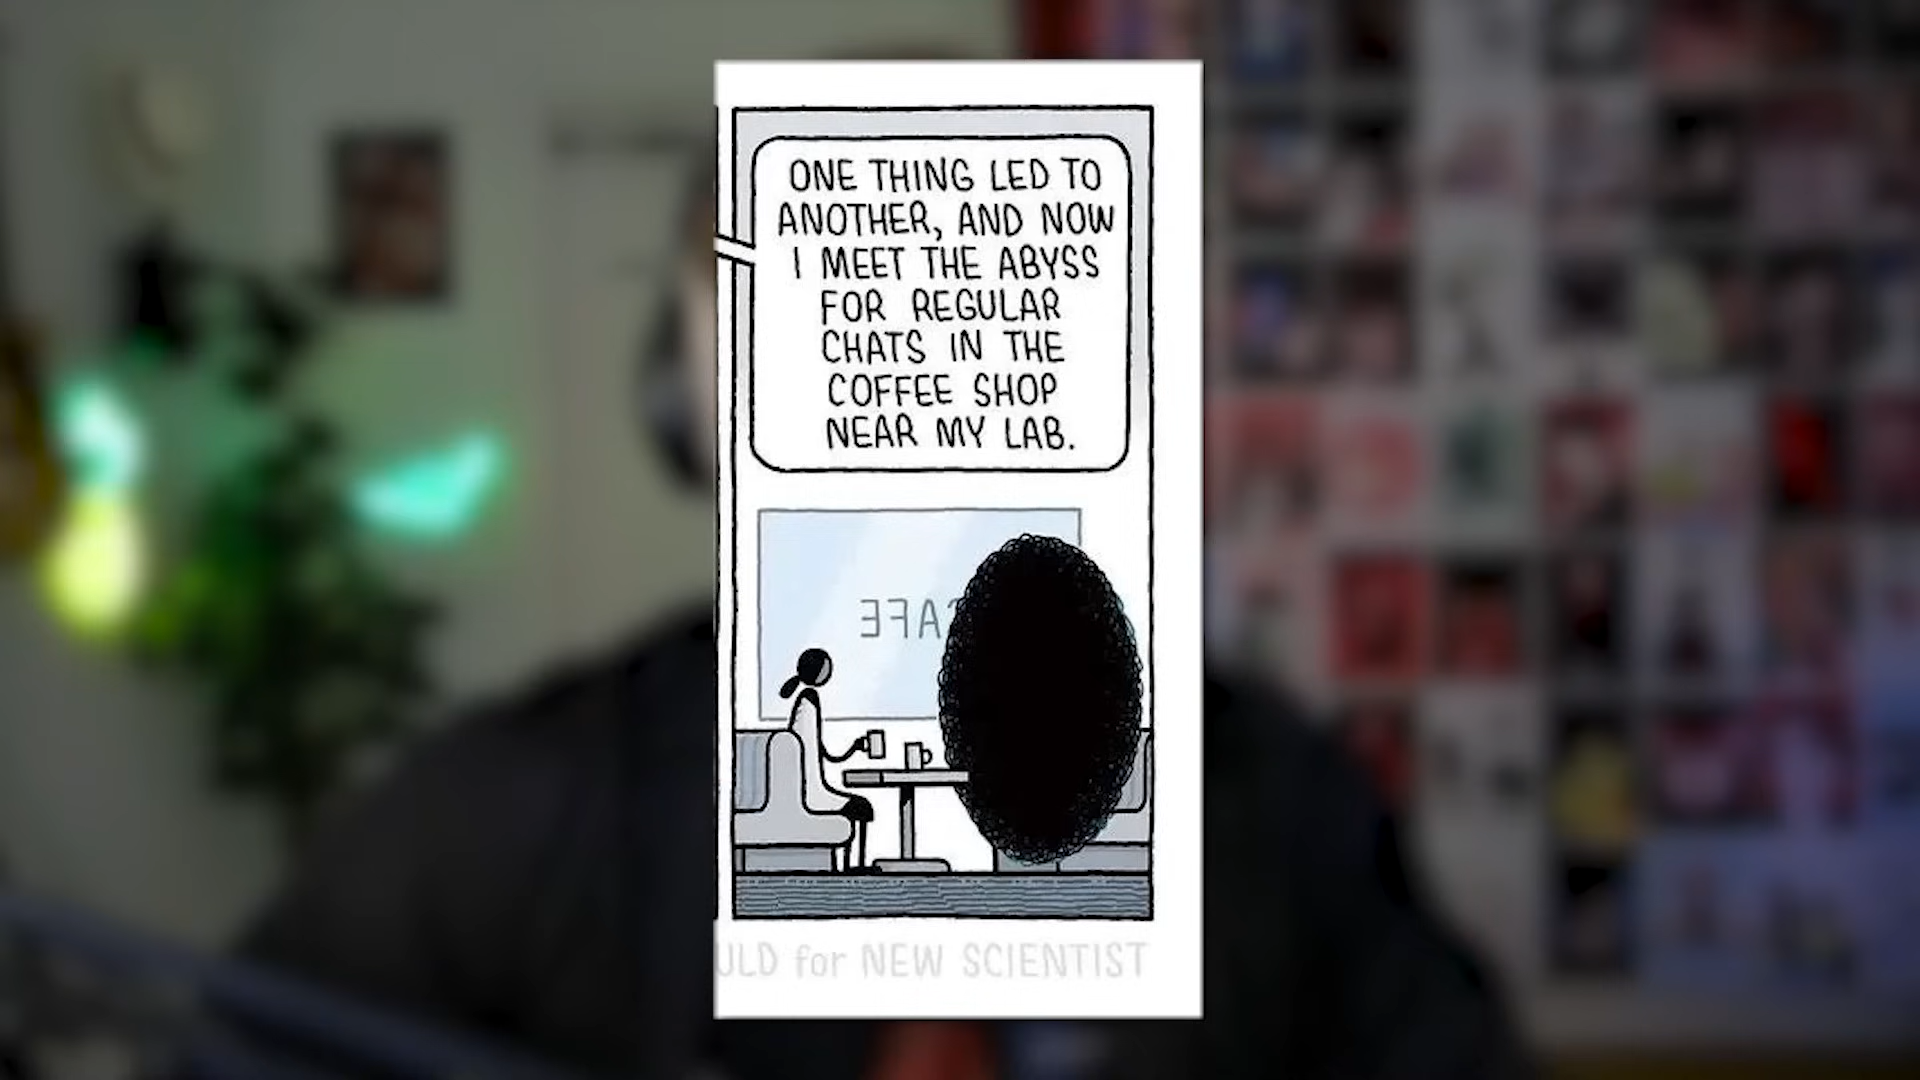 ONE THING LED TO
ANOTHER, AND NOW
I MEET THE ABYSS
FOR REGULAR
CHATS IN THE
COFFEE SHOP
NEAR MY LAB.
AFE
ULD for NEW SCIENTIST